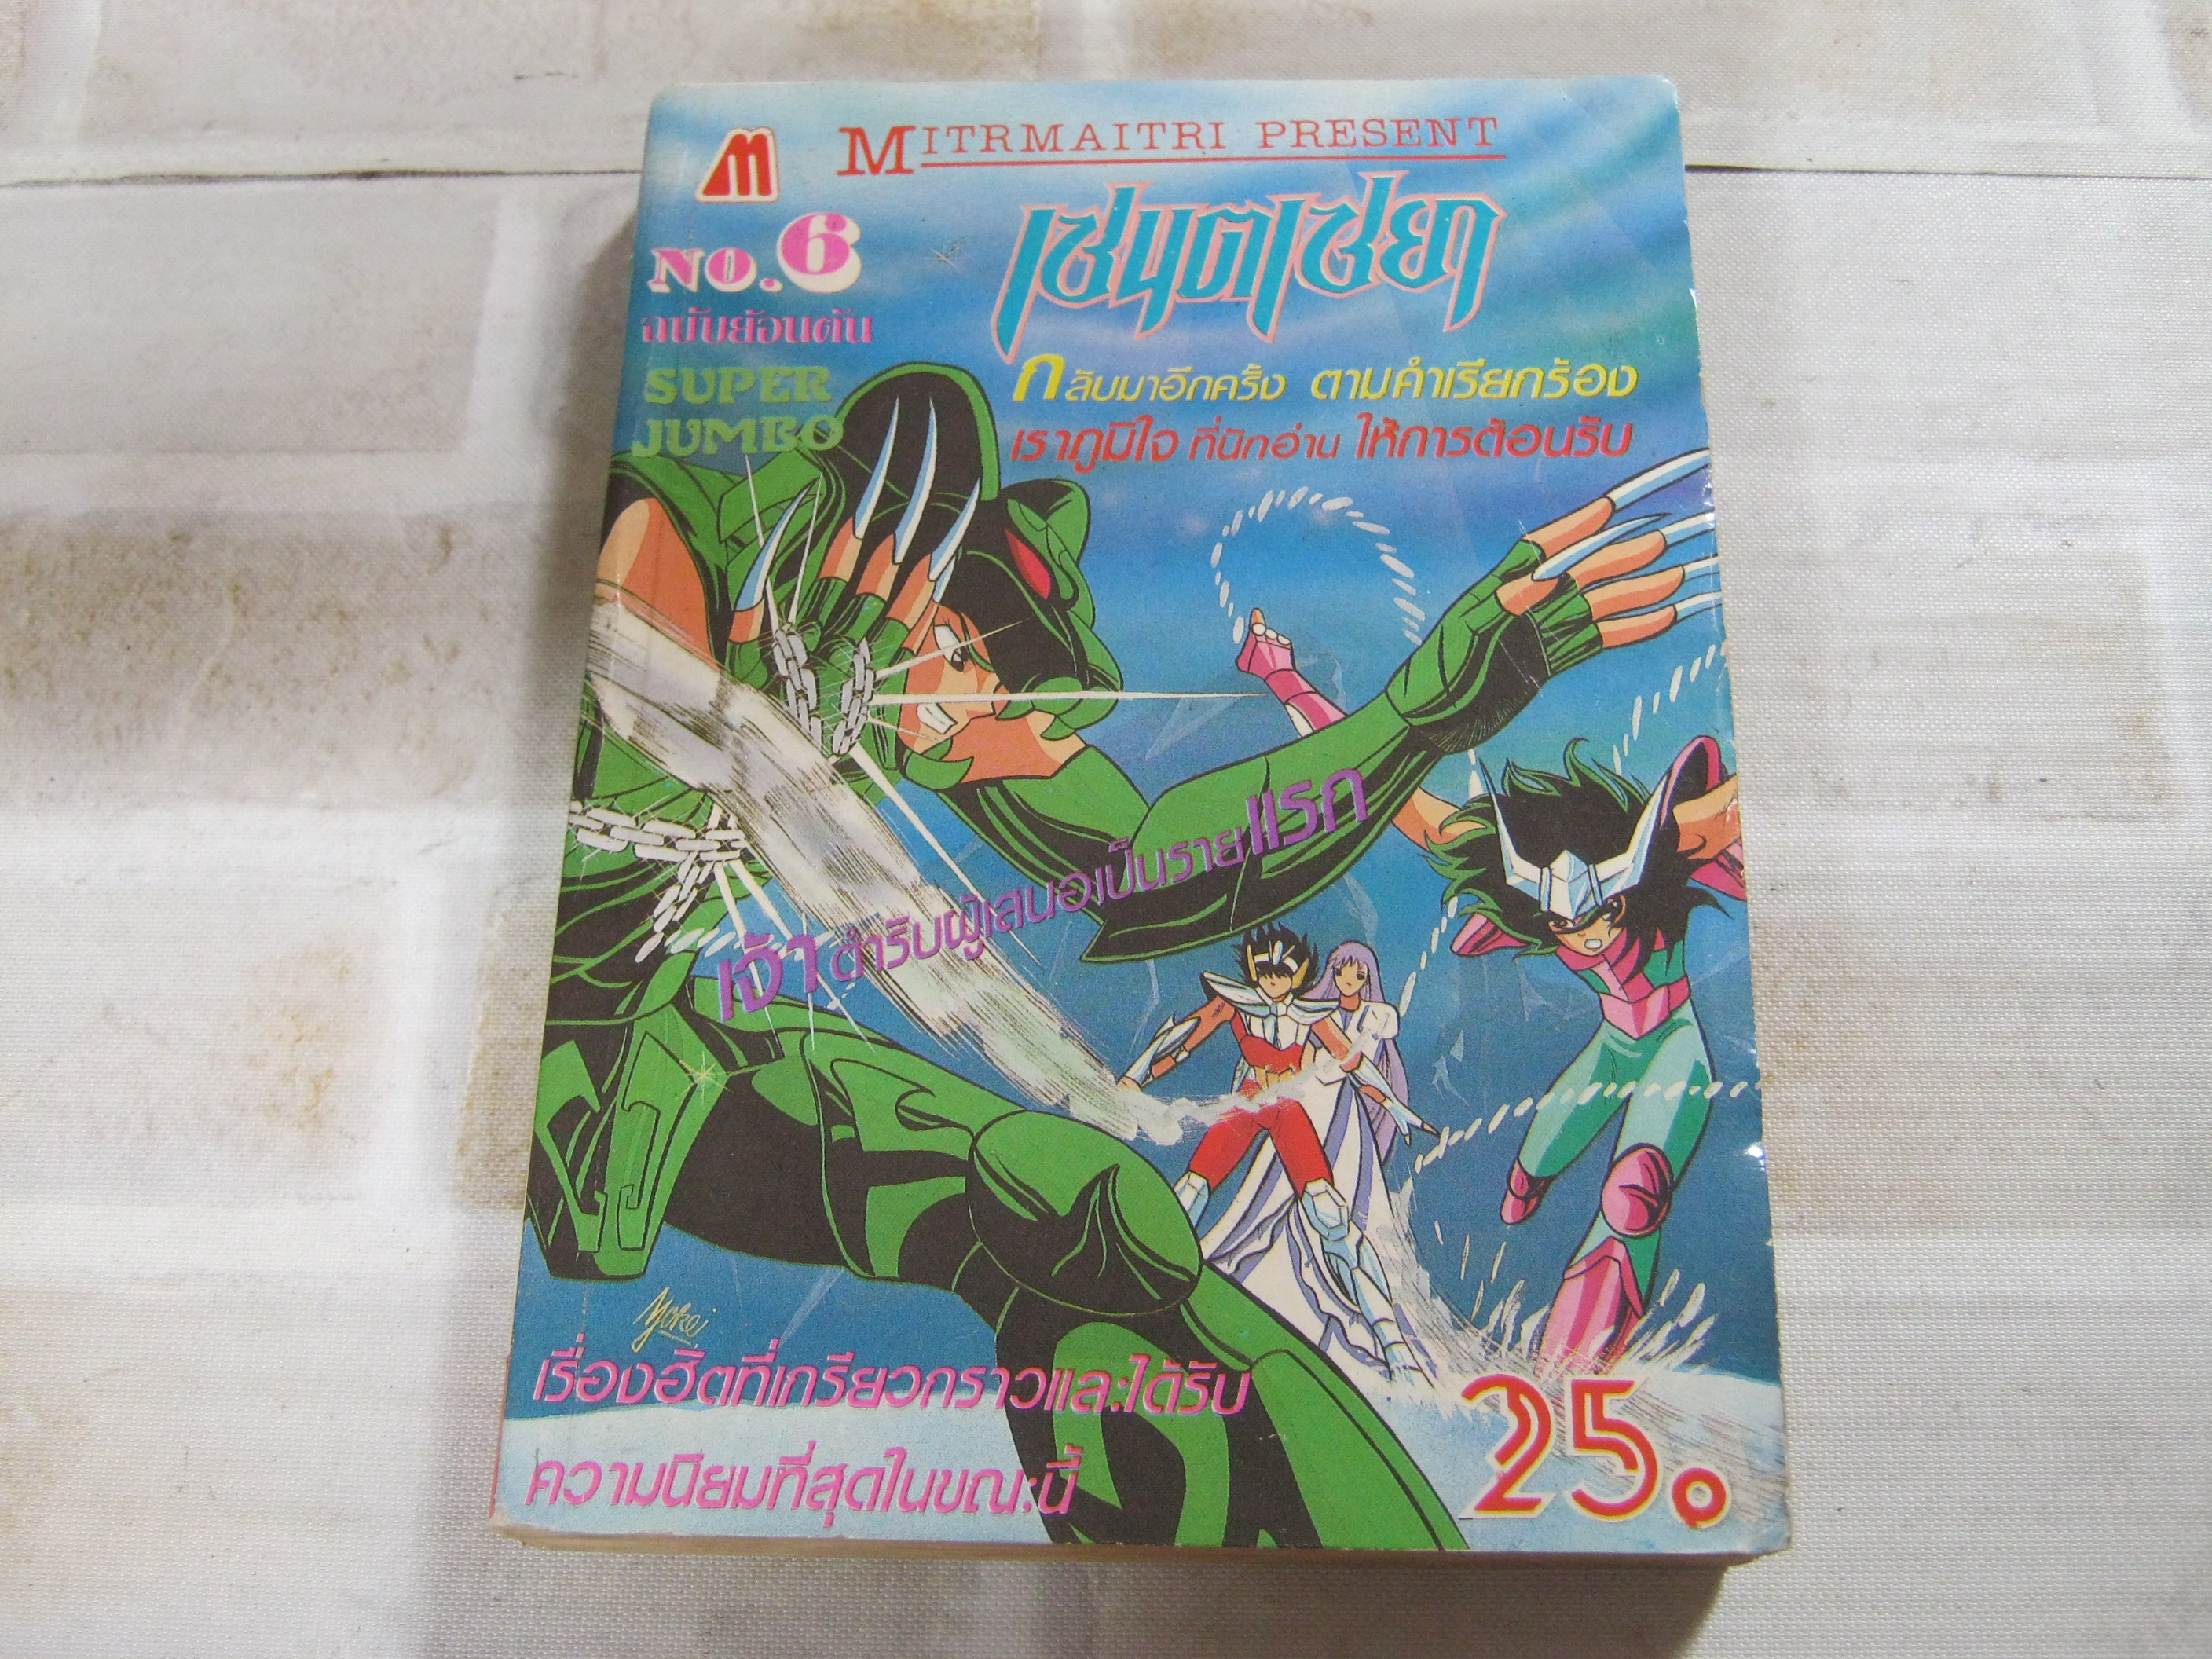 MITRMAITRI PRESENT
M
NO.6
ฉบับย้อนต้น
SUPER
JUMBO
เซนต์เซยา
กลับมาอีกครั้ง ตามคำเรียกร้อง
เราภูมิใจ ที่นักอ่าน ให้การต้อนรับ
เจ้าตำรับผู้เสนอเป็นรายแรก
Yokei
เรื่องฮิตที่เกรียวกราวและได้รับ
ความนิยมที่สุดในขณะนี้
25.